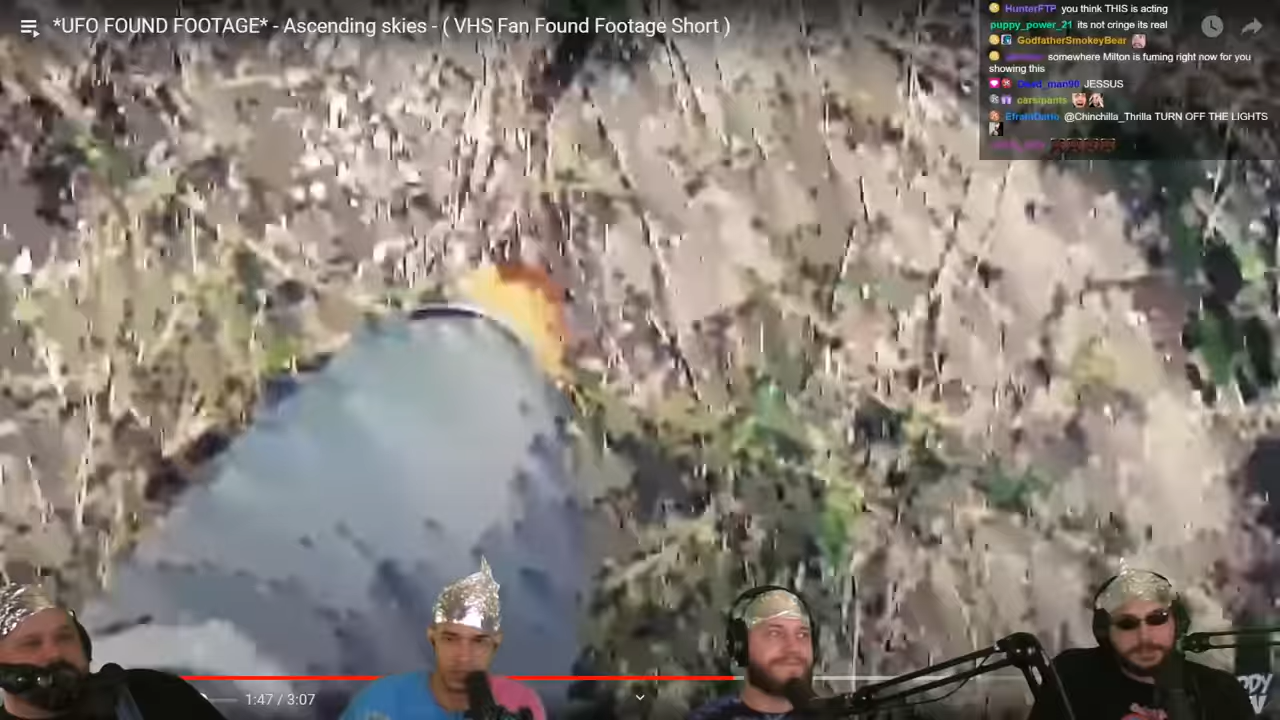 *UFO FOUND FOOTAGE* - Ascending skies - ( VHS Fan Found Footage Short )
HunterFTP you think THIS is acting
puppy_power_21 its not cringe its real
GodfatherSmokeyBear
somewhere Milton is fuming right now for you
showing this
Dead_man90 JESSUS
carsipants
EfrainDario @Chinchilla_Thrilla TURN OFF THE LIGHTS
1:47 / 3:07